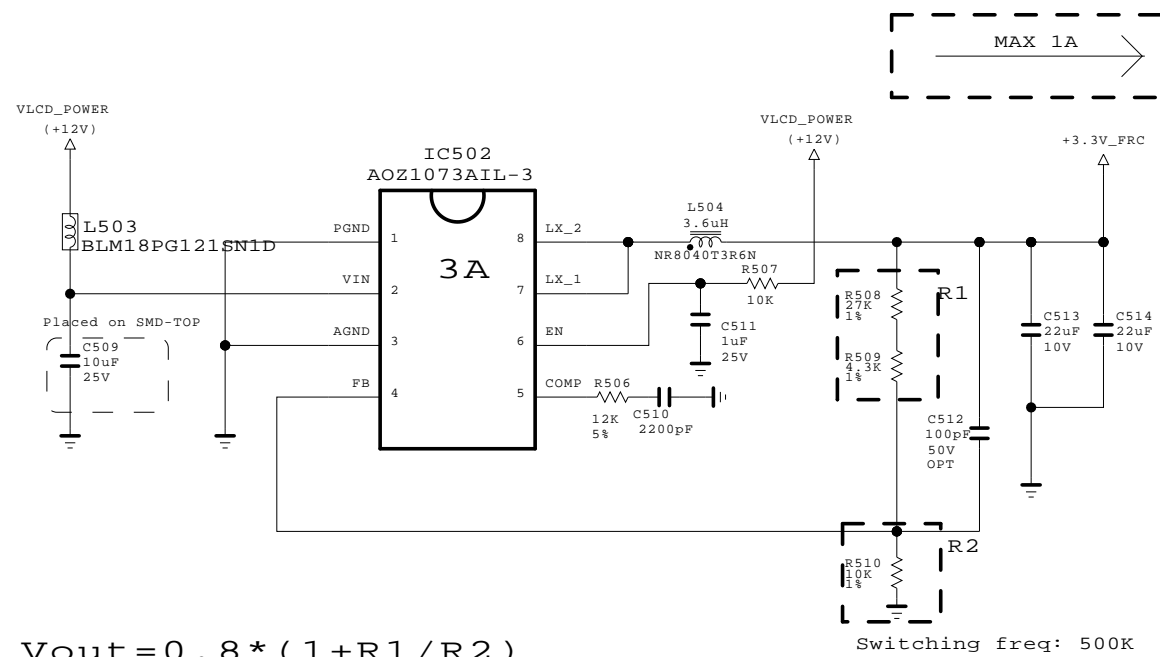 MAX 1A
VLCD_POWER
(+12V)
VLCD_POWER
(+12V)
+3.3V_FRC
IC502
AOZ1073AIL-3
L503
BLM18PG121SN1D
PGND
1
8
LX_2
L504
3.6uH
NR8040T3R6N
3A
VIN
2
7
LX_1
R507
10K
R508
27K
1%
R1
Placed on SMD-TOP
C509
10uF
25V
AGND
3
6
EN
C511
1uF
25V
R509
4.3K
1%
C513
22uF
10V
C514
22uF
10V
FB
4
5
COMP
R506
12K
5%
C510
2200pF
C512
100pF
50V
OPT
R2
R510
10K
1%
Vout=0.8*(1+R1/R2)
Switching freq: 500K